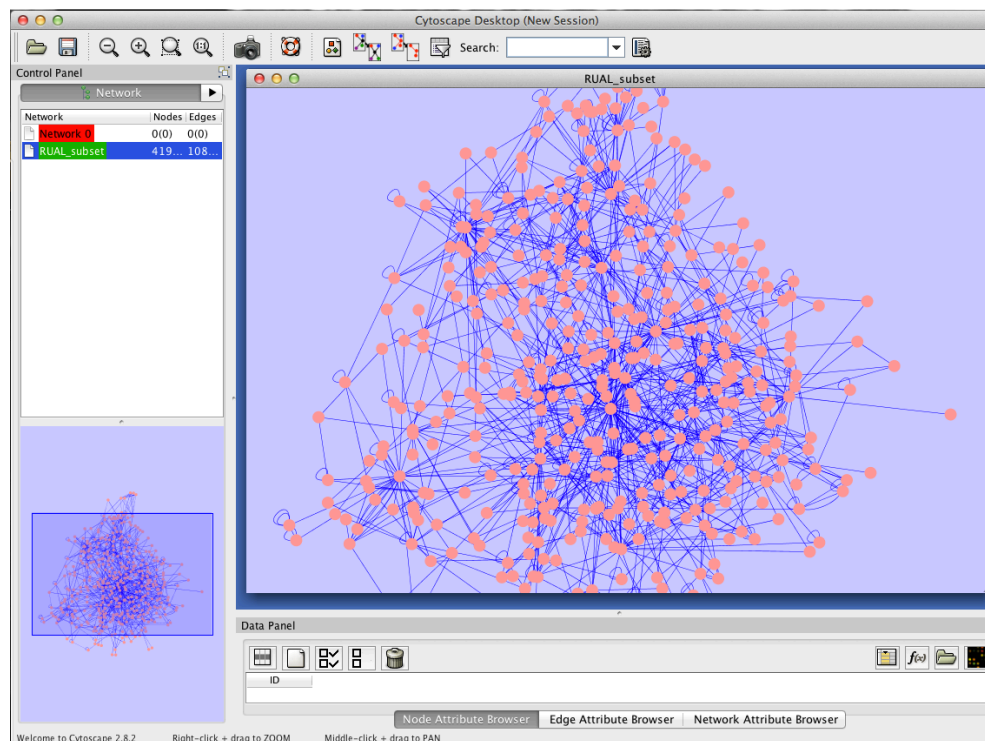 Cytoscape Desktop (New Session)
1:1
Search:
Control Panel
Network
RUAL_subset
Network Nodes Edges
Network 0 0(0) 0(0)
RUAL_subset 419... 108...
Data Panel
f(x)
ID
Node Attribute Browser Edge Attribute Browser Network Attribute Browser
Welcome to Cytoscape 2.8.2 Right-click + drag to ZOOM Middle-click + drag to PAN